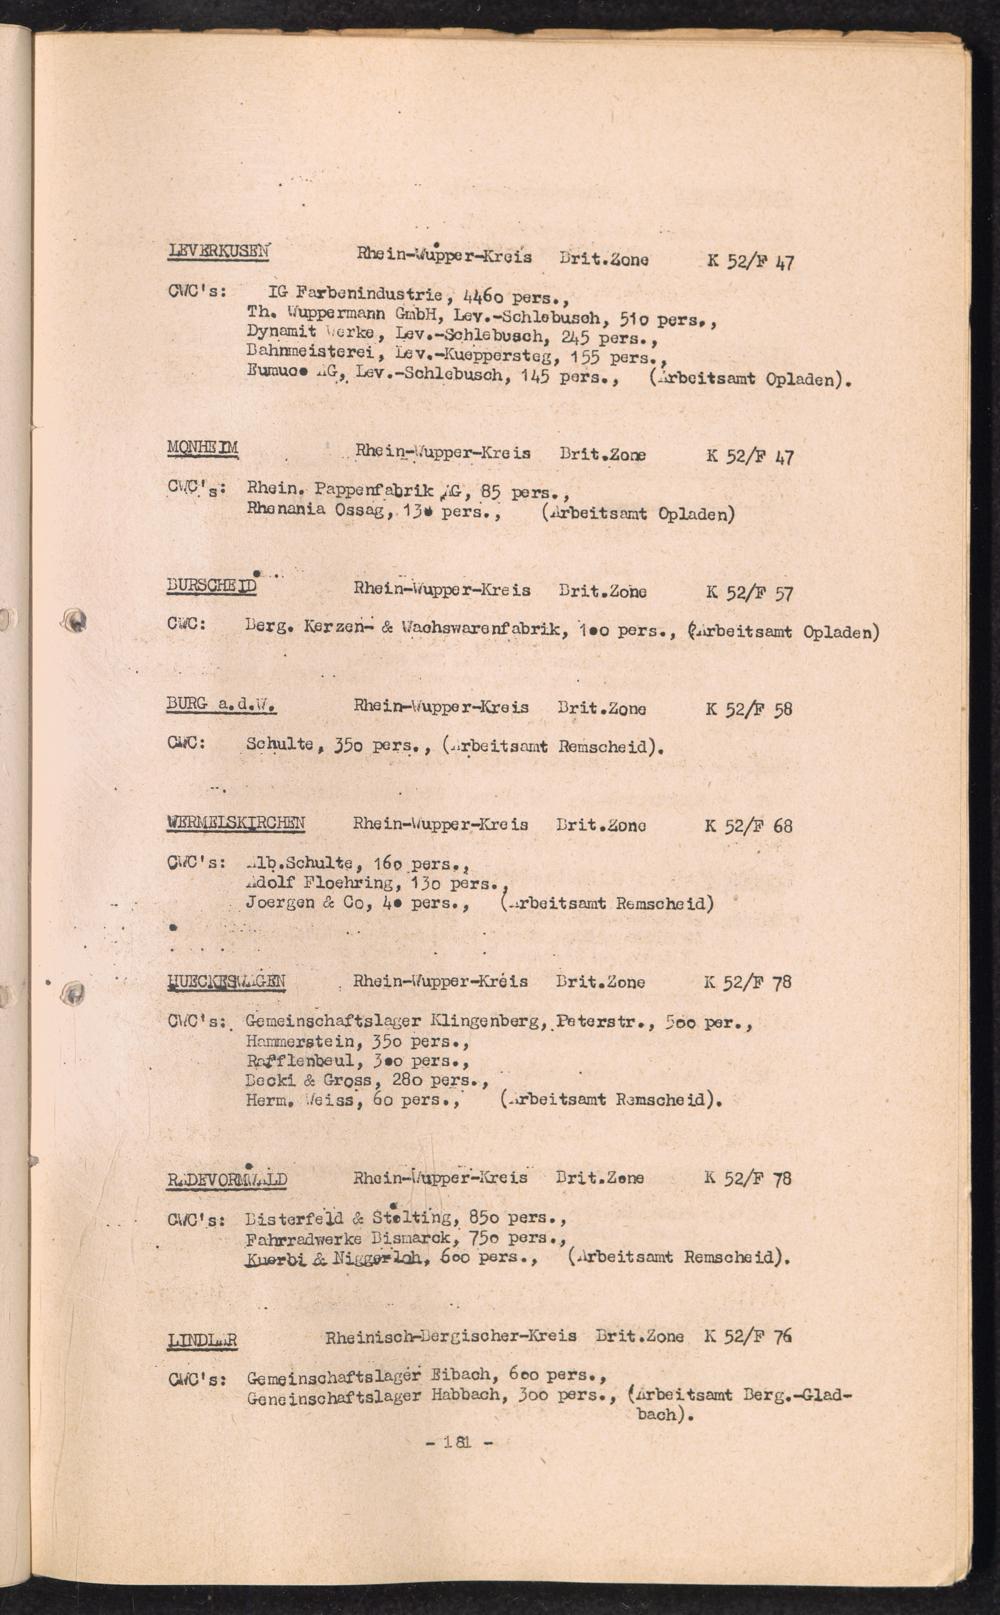 LEVERKUSEN Rhein-Wupper-Kreis Brit.Zone K 52/F 47
CWC's: IG Farbenindustrie, 4460 pers.,
Th. Wuppermann GmbH, Lev.-Schlebusch, 510 pers.,
Dynamit Werke, Lev.-Schlebusch, 245 pers.,
Bahnmeisterei, Lev.-Kueppersteg, 155 pers.,
Eumuco AG, Lev.-Schlebusch, 145 pers., (Arbeitsamt Opladen).
MONHEIM Rhein-Wupper-Kreis Brit.Zone K 52/F 47
CWC's: Rhein. Pappenfabrik AG, 85 pers.,
Rhenania Ossag, 130 pers., (Arbeitsamt Opladen)
BURSCHEID Rhein-Wupper-Kreis Brit.Zone K 52/F 57
CWC: Berg. Kerzen- & Wachswarenfabrik, 100 pers., (Arbeitsamt Opladen)
BURG a.d.W. Rhein-Wupper-Kreis Brit.Zone K 52/F 58
CWC: Schulte, 350 pers., (Arbeitsamt Remscheid).
WERMELSKIRCHEN Rhein-Wupper-Kreis Brit.Zone K 52/F 68
CWC's: Alb.Schulte, 160 pers.,
Adolf Floehring, 130 pers.,
Joergen & Co, 40 pers., (Arbeitsamt Remscheid)
HUECKESWAGEN Rhein-Wupper-Kreis Brit.Zone K 52/F 78
CWC's: Gemeinschaftslager Klingenberg, Peterstr., 500 per.,
Hammerstein, 350 pers.,
Rafflenbeul, 300 pers.,
Becki & Gross, 280 pers.,
Herm. Weiss, 60 pers., (Arbeitsamt Remscheid).
RADEVORMWALD Rhein-Wupper-Kreis Brit.Zone K 52/F 78
CWC's: Bisterfeld & Stolting, 850 pers.,
Fahrradwerke Bismarck, 750 pers.,
Kuerbi & Niggerloh, 600 pers., (Arbeitsamt Remscheid).
LINDLAR Rheinisch-Bergischer-Kreis Brit.Zone K 52/F 76
CWC's: Gemeinschaftslager Eibach, 600 pers.,
Geneinschaftslager Habbach, 300 pers., (Arbeitsamt Berg.-Glad-
bach).
- 181 -